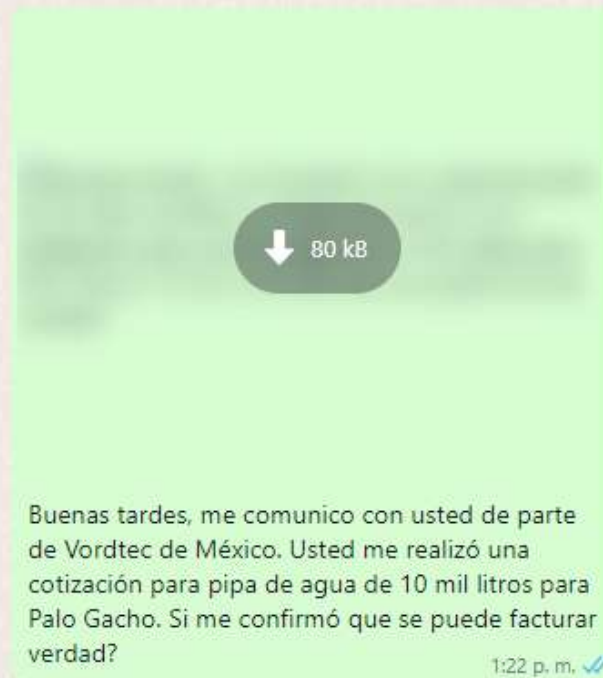 80 kB
Buenas tardes, me comunico con usted de parte
de Vordtec de México. Usted me realizó una
cotización para pipa de agua de 10 mil litros para
Palo Gacho. Si me confirmó que se puede facturar
verdad?
1:22 p. m.